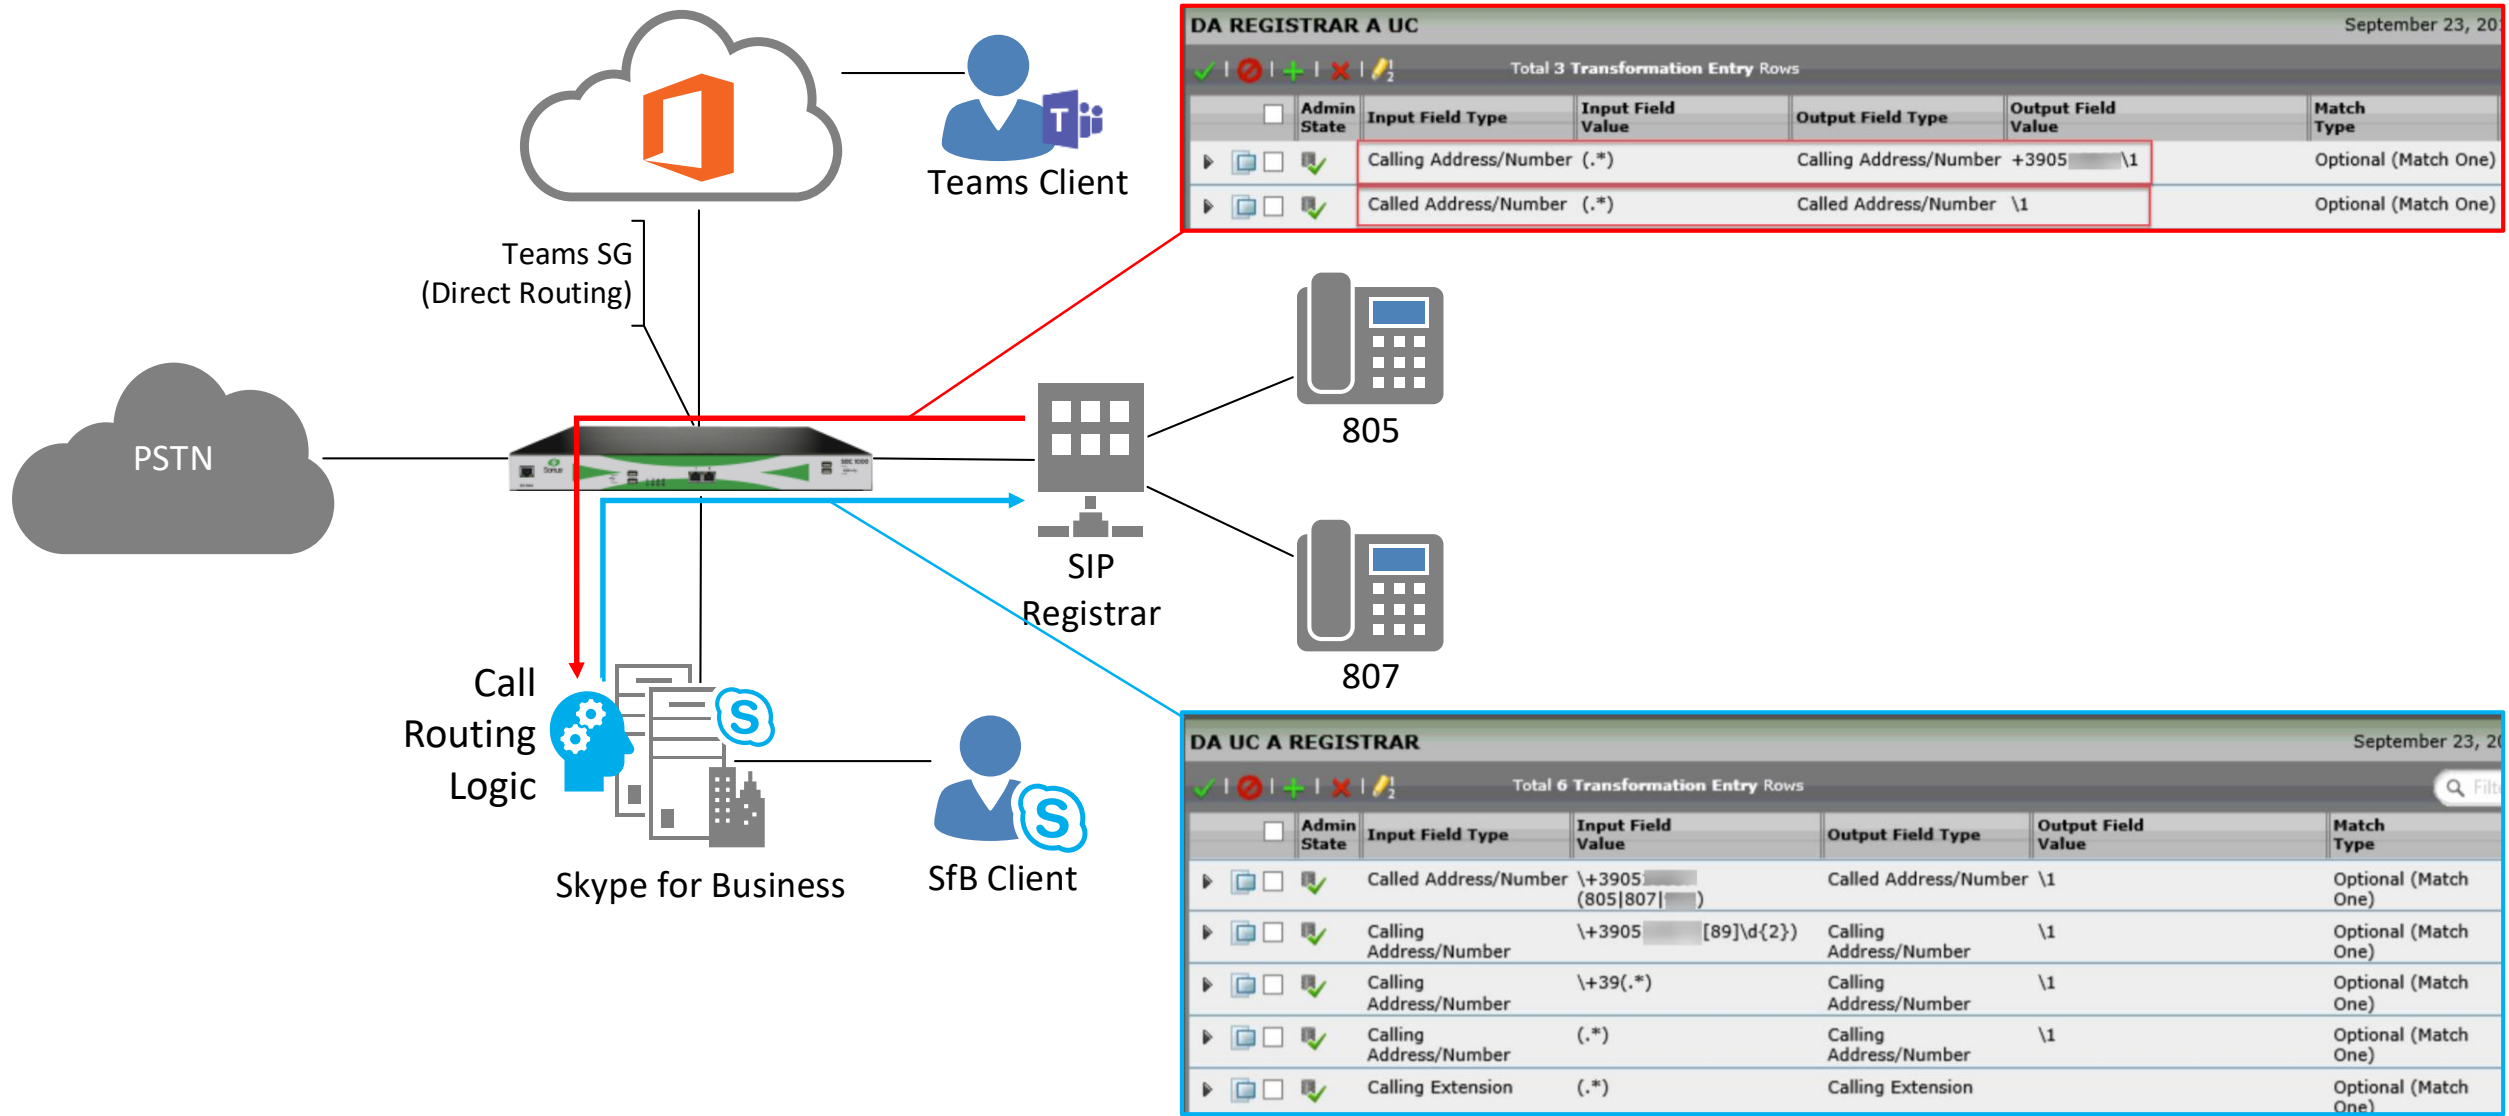 Teams Client
Teams SG
(Direct Routing)
PSTN
Sonus
SBC 1000
SIP
Registrar
805
807
Call
Routing
Logic
Skype for Business
SfB Client
DA REGISTRAR A UC
September 23, 20
Total 3 Transformation Entry Rows
Admin State Input Field Type Input Field Value Output Field Type Output Field Value Match Type
Calling Address/Number (.*) Calling Address/Number +3905 \1 Optional (Match One)
Called Address/Number (.*) Called Address/Number \1 Optional (Match One)
DA UC A REGISTRAR
September 23, 20
Total 6 Transformation Entry Rows
Filte
Admin State Input Field Type Input Field Value Output Field Type Output Field Value Match Type
Called Address/Number \+3905 Called Address/Number \1 Optional (Match
(805|807| ) One)
Calling \+3905 [89]\d{2}) Calling \1 Optional (Match
Address/Number Address/Number One)
Calling \+39(.*) Calling \1 Optional (Match
Address/Number Address/Number One)
Calling (.*) Calling \1 Optional (Match
Address/Number Address/Number One)
Calling Extension (.*) Calling Extension Optional (Match
One)